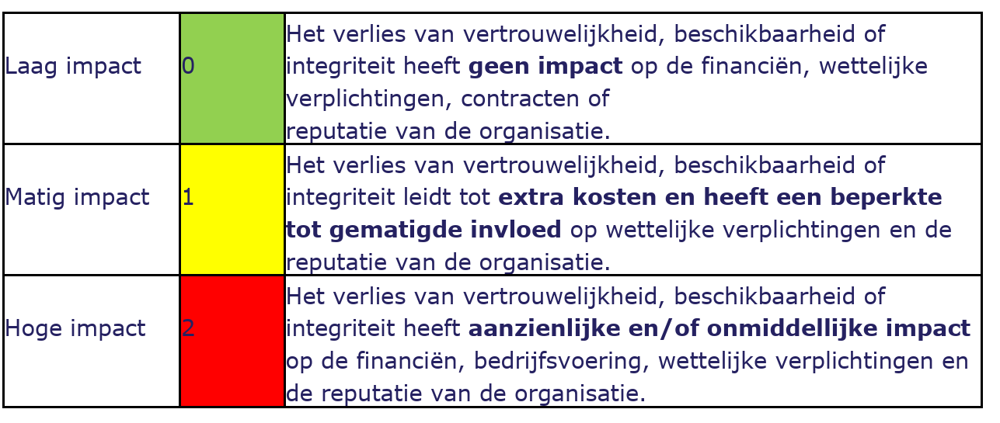 Laag impact
0
Het verlies van vertrouwelijkheid, beschikbaarheid of
integriteit heeft geen impact op de financiën, wettelijke
verplichtingen, contracten of
reputatie van de organisatie.
Matig impact
1
Het verlies van vertrouwelijkheid, beschikbaarheid of
integriteit leidt tot extra kosten en heeft een beperkte
tot gematigde invloed op wettelijke verplichtingen en de
reputatie van de organisatie.
Hoge impact
2
Het verlies van vertrouwelijkheid, beschikbaarheid of
integriteit heeft aanzienlijke en/of onmiddellijke impact
op de financiën, bedrijfsvoering, wettelijke verplichtingen en
de reputatie van de organisatie.